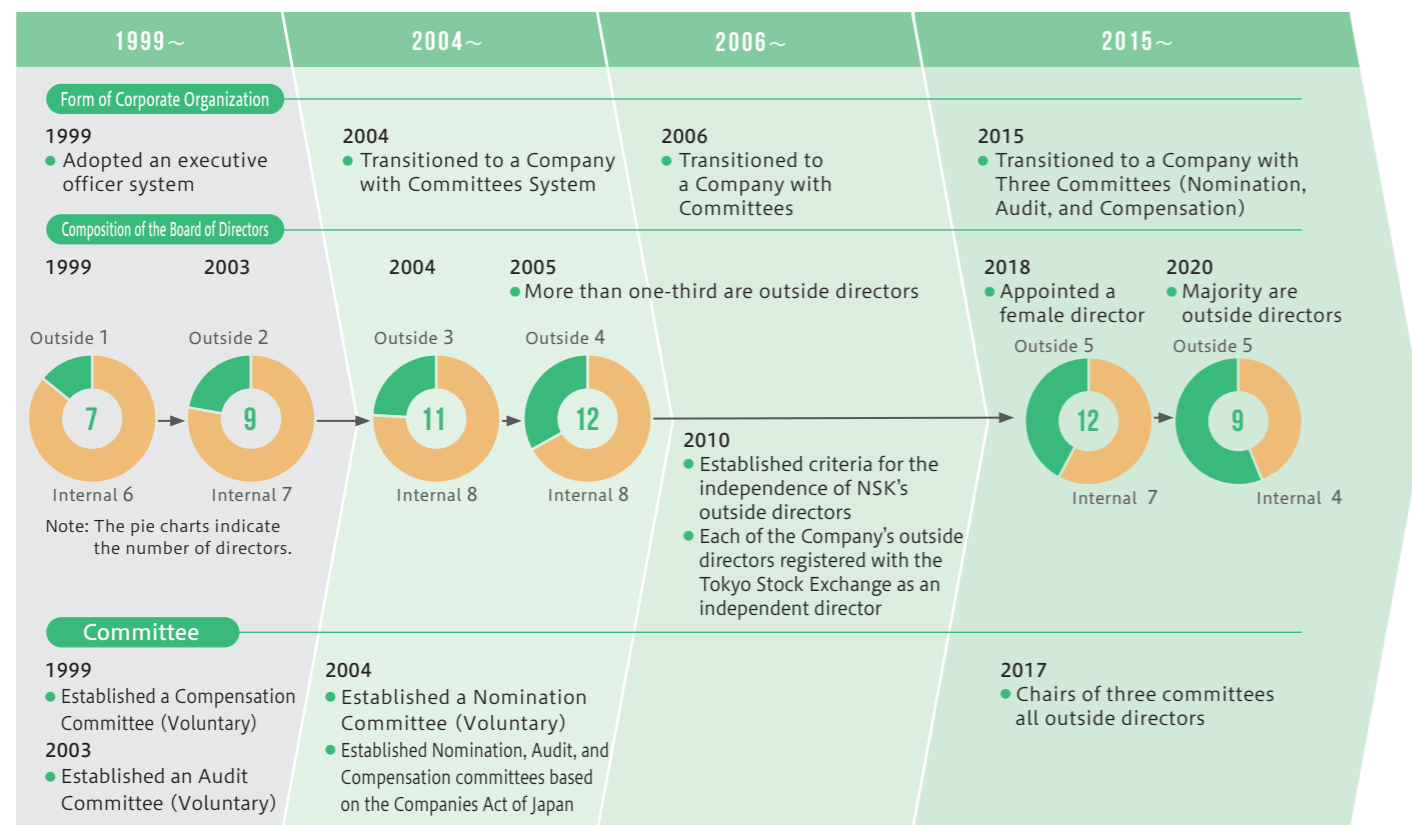 1999～
2004～
2006～
2015～
Form of Corporate Organization
1999
● Adopted an executive
officer system
2004
● Transitioned to a Company
with Committees System
2006
● Transitioned to
a Company with
Committees
2015
● Transitioned to a Company with
Three Committees (Nomination,
Audit, and Compensation)
Composition of the Board of Directors
1999
2003
2004
2005
● More than one-third are outside directors
2018
● Appointed a
female director
2020
● Majority are
outside directors
Outside 1
7
Internal 6
Outside 2
9
Internal 7
Outside 3
11
Internal 8
Outside 4
12
Internal 8
Outside 5
12
Internal 7
Outside 5
9
Internal 4
Note: The pie charts indicate
the number of directors.
2010
● Established criteria for the
independence of NSK's
outside directors
● Each of the Company's outside
directors registered with the
Tokyo Stock Exchange as an
independent director
Committee
1999
● Established a Compensation
Committee (Voluntary)
2003
● Established an Audit
Committee (Voluntary)
2004
● Established a Nomination
Committee (Voluntary)
● Established Nomination, Audit, and
Compensation committees based
on the Companies Act of Japan
2017
● Chairs of three committees
all outside directors